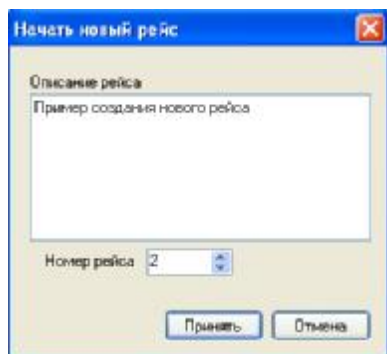 Начать новый рейс
Описание рейса
Пример создания нового рейса
Номер рейса 2
Принять Отмена